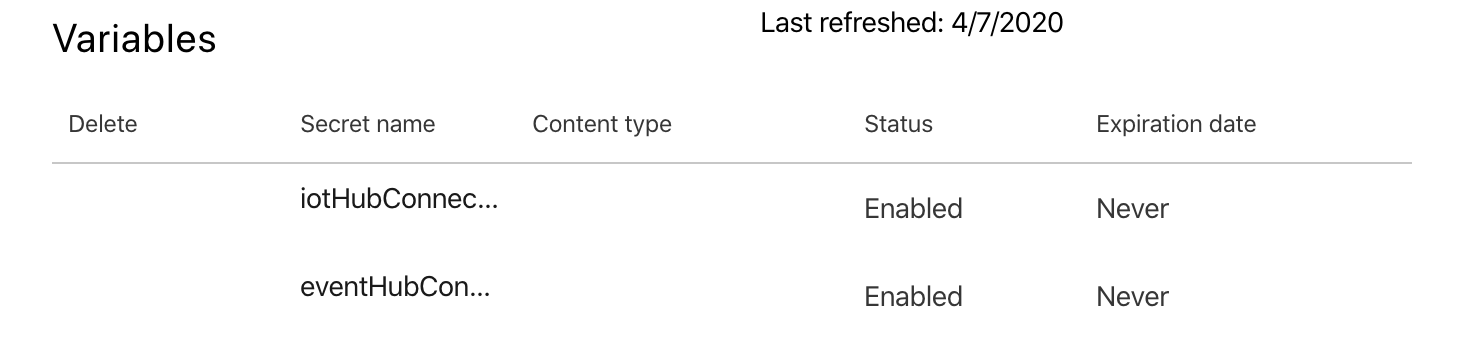 Variables
Last refreshed: 4/7/2020
Delete Secret name Content type Status Expiration date
iotHubConnec... Enabled Never
eventHubCon... Enabled Never